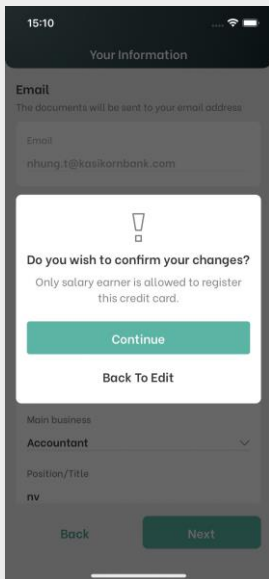 15:10
Your Information
Email
The documents will be sent to your email address
Email
nhung.t@kasikornbank.com
Do you wish to confirm your changes?
Only salary earner is allowed to register
this credit card.
Continue
Back To Edit
Main business
Accountant
Position/Title
nv
Back
Next